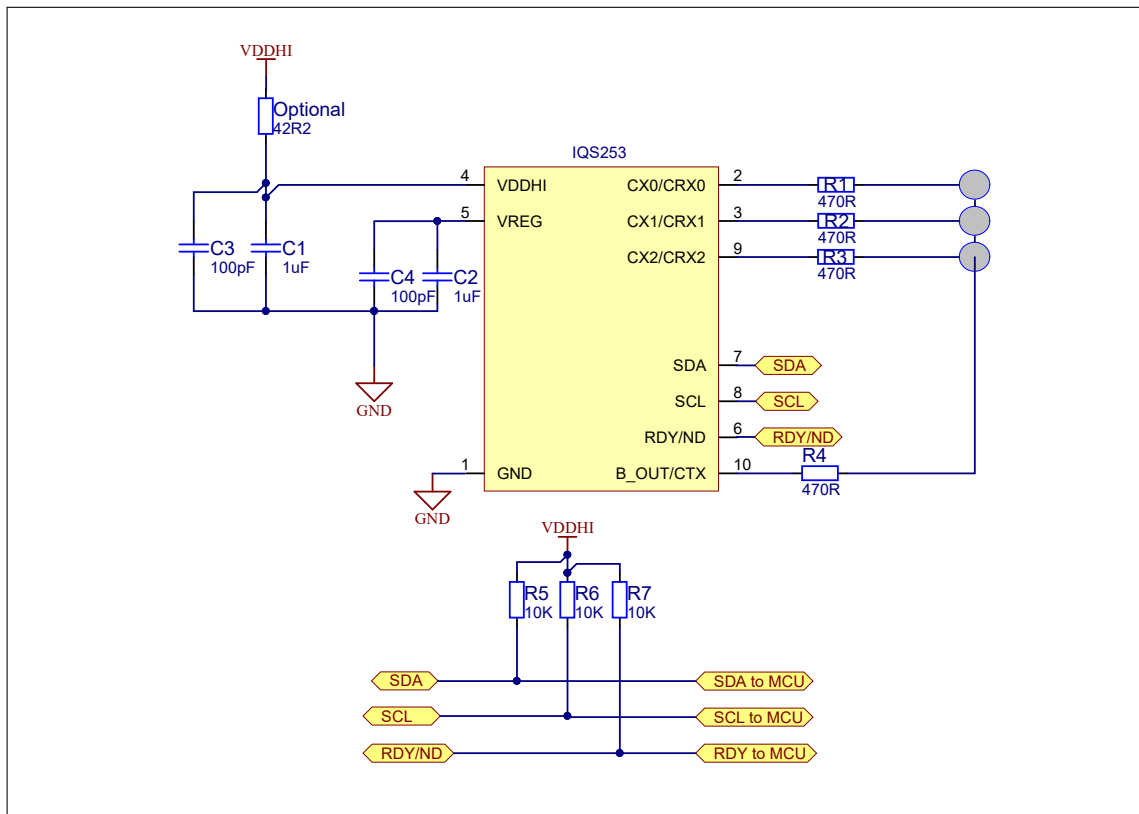 VDDHI
Optional
42R2
IQS253
4 VDDHI CX0/CRX0 2 R1
470R
5 VREG CX1/CRX1 3 R2
470R
CX2/CRX2 9 R3
470R
C3
100pF
C1
1uF
C4
100pF
C2
1uF
GND
SDA 7 SDA
SCL 8 SCL
RDY/ND 6 RDY/ND
1 GND B_OUT/CTX 10 R4
470R
GND
VDDHI
R5
10K
R6
10K
R7
10K
SDA SDA to MCU
SCL SCL to MCU
RDY/ND RDY to MCU